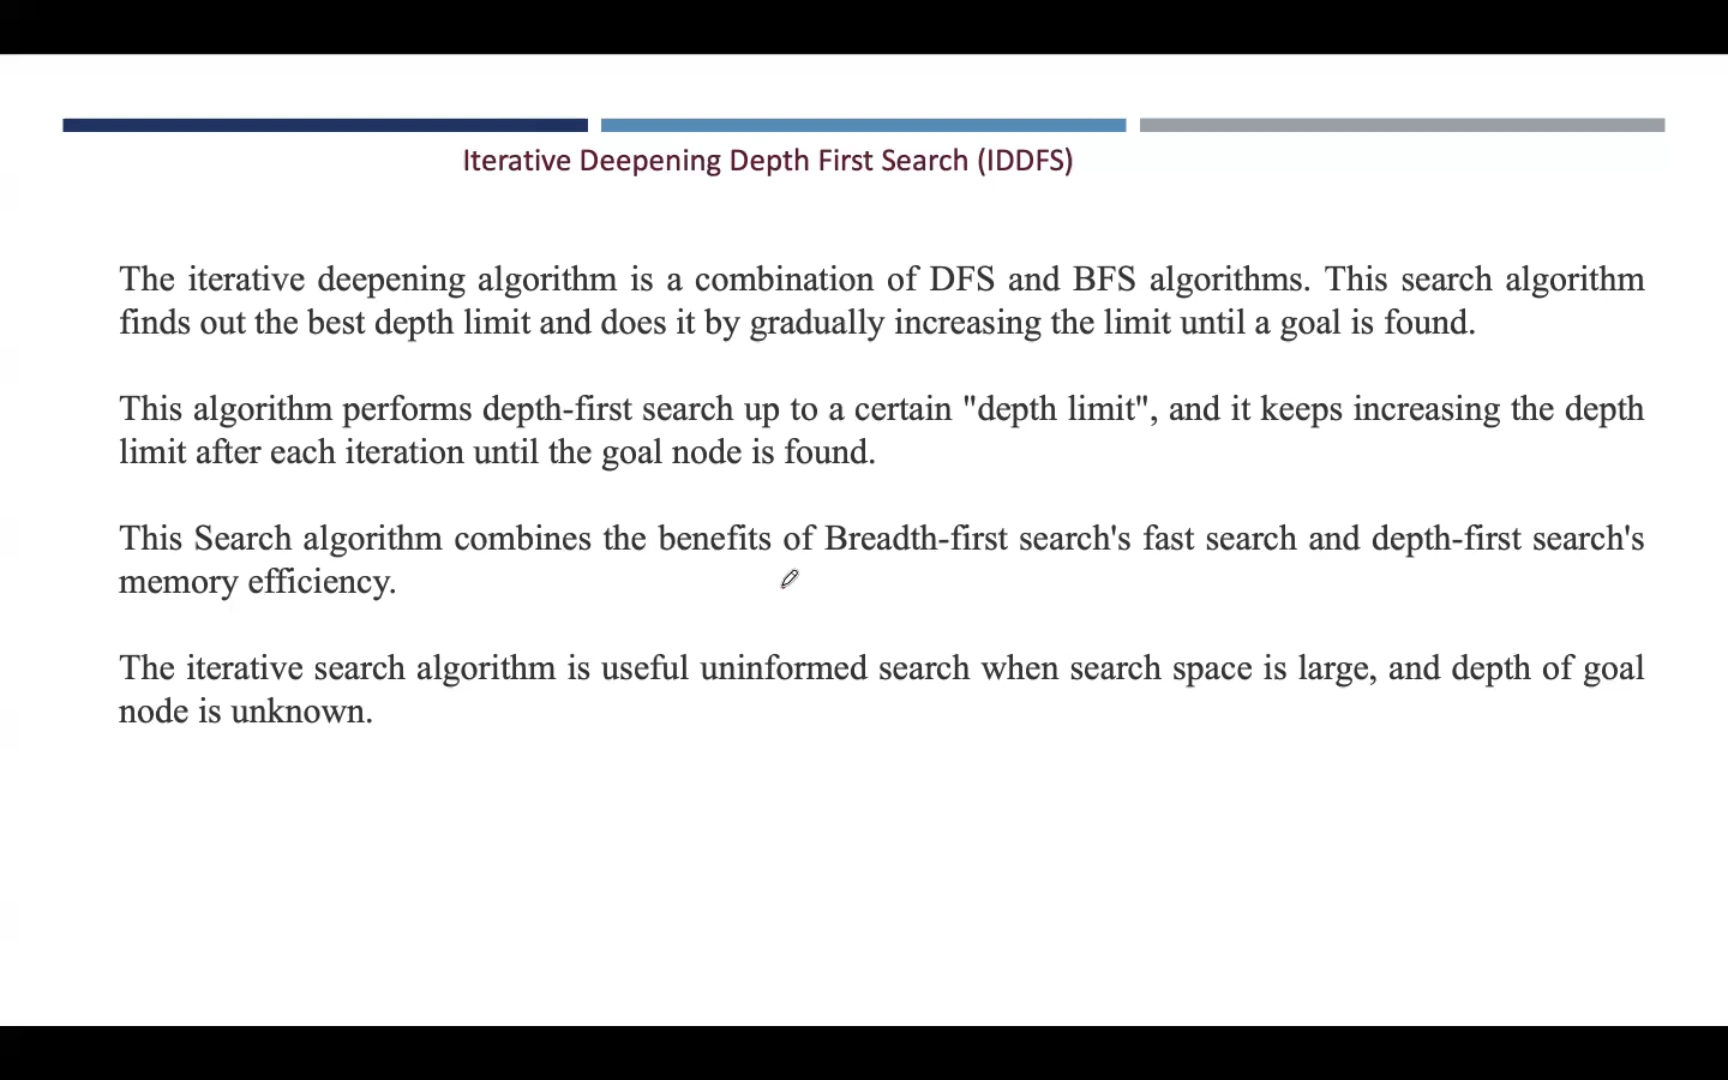 Iterative Deepening Depth First Search (IDDFS)
The iterative deepening algorithm is a combination of DFS and BFS algorithms. This search algorithm
finds out the best depth limit and does it by gradually increasing the limit until a goal is found.
This algorithm performs depth-first search up to a certain "depth limit", and it keeps increasing the depth
limit after each iteration until the goal node is found.
This Search algorithm combines the benefits of Breadth-first search's fast search and depth-first search's
memory efficiency.
The iterative search algorithm is useful uninformed search when search space is large, and depth of goal
node is unknown.